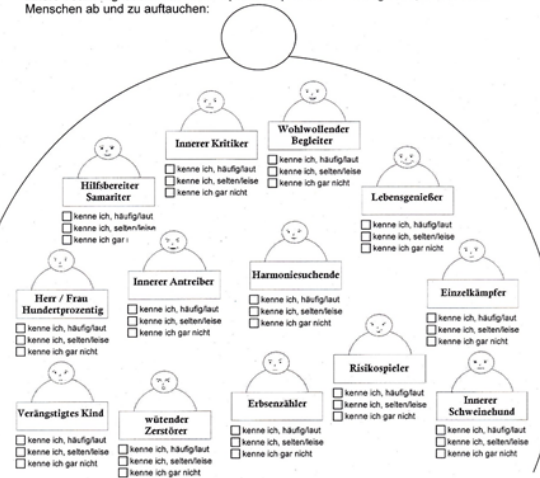 Menschen ab und zu auftauchen:
Innerer Kritiker
kenne ich, häufig/laut
kenne ich, selten/leise
kenne ich gar nicht
Wohlwollender
Begleiter
kenne ich, häufig/laut
kenne ich, selten/leise
kenne ich gar nicht
Hilfsbereiter
Samariter
kenne ich, häufig/laut
kenne ich, selten/leise
kenne ich gar
Lebensgenießer
kenne ich, häufig/laut
kenne ich, selten/leise
kenne ich gar nicht
Innerer Antreiber
kenne ich, häufig/laut
kenne ich, selten/leise
kenne ich gar nicht
Harmoniesuchende
kenne ich, häufig/laut
kenne ich, selten/leise
kenne ich gar nicht
Herr / Frau
Hundertprozentig
kenne ich, häufig/laut
kenne ich, selten/leise
kenne ich gar nicht
Einzelkämpfer
kenne ich, häufig/laut
kenne ich, selten/leise
kenne ich gar nicht
Risikospieler
kenne ich, häufig/laut
kenne ich, selten/leise
kenne ich gar nicht
Verängstigtes Kind
kenne ich, häufig/laut
kenne ich, selten/leise
kenne ich gar nicht
wütender
Zerstörer
kenne ich, häufig/laut
kenne ich, selten/leise
kenne ich gar nicht
Erbsenzähler
kenne ich, häufig/laut
kenne ich, selten/leise
kenne ich gar nicht
Innerer
Schweinehund
kenne ich, häufig/laut
kenne ich, selten/leise
kenne ich gar nicht